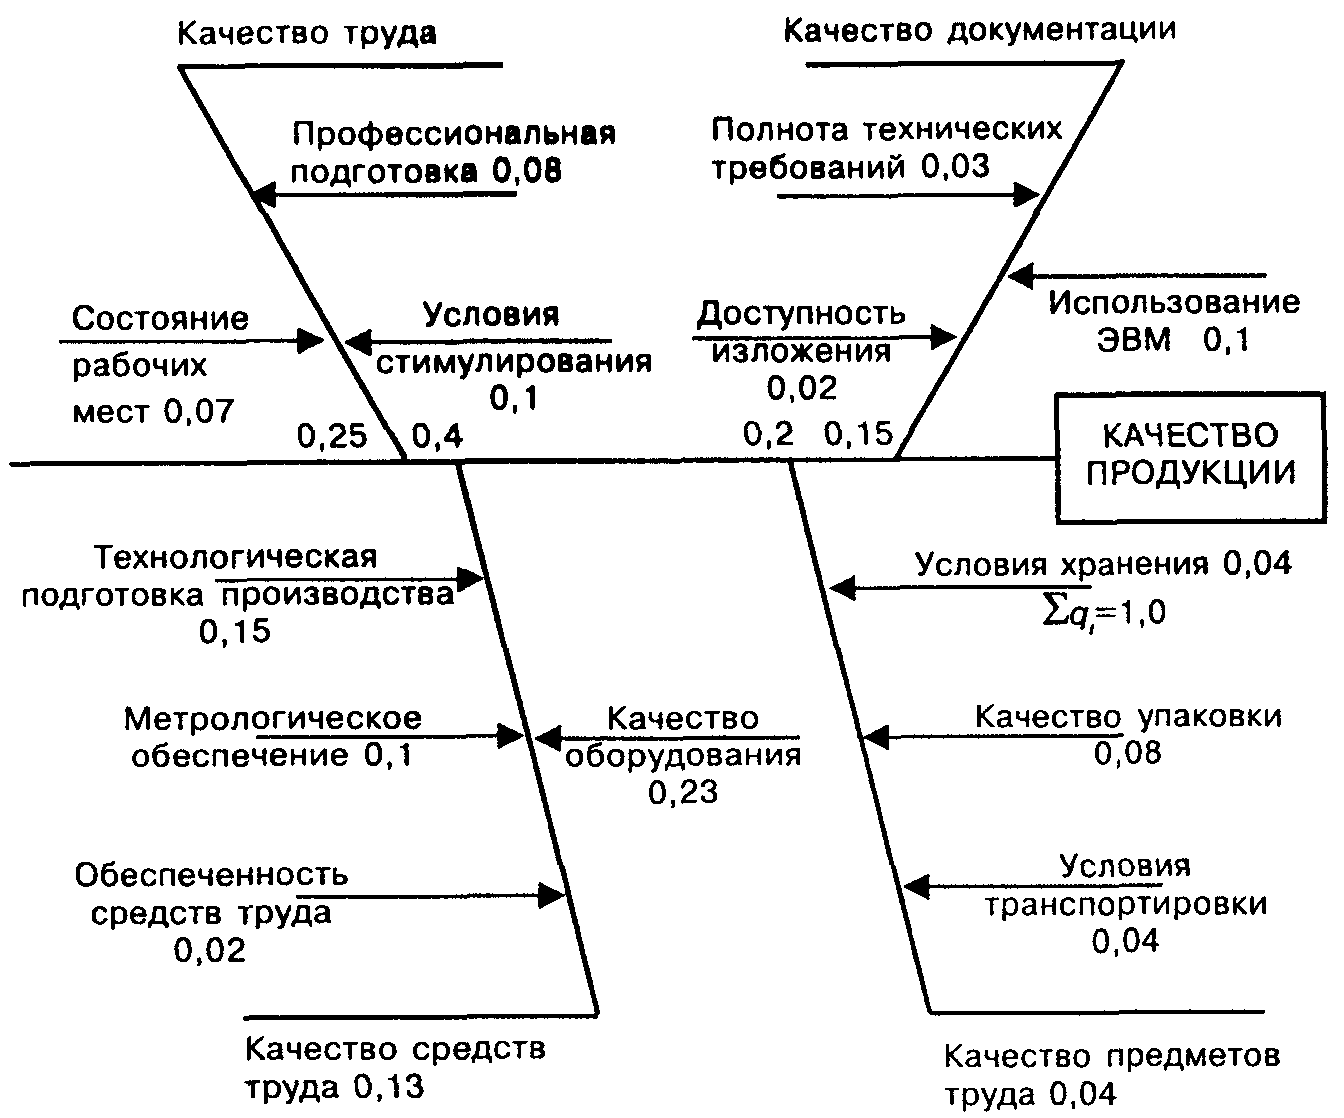 Качество труда
Качество документации
Профессиональная
подготовка 0,08
Полнота технических
требований 0,03
Состояние
рабочих
мест 0,07
Условия
стимулирования
0,1
Доступность
изложения
0,02
Использование
ЭВМ 0,1
0,25 0,4
0,2 0,15
КАЧЕСТВО
ПРОДУКЦИИ
Технологическая
подготовка производства
0,15
Условия хранения 0,04
Σqᵢ=1,0
Метрологическое
обеспечение 0,1
Качество
оборудования
0,23
Качество упаковки
0,08
Обеспеченность
средств труда
0,02
Условия
транспортировки
0,04
Качество средств
труда 0,13
Качество предметов
труда 0,04